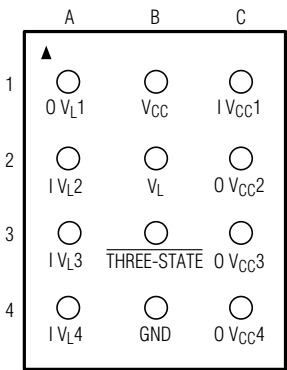 A B C
1
O VL1 VCC I VCC1
2
I VL2 VL O VCC2
3
I VL3 THREE-STATE O VCC3
4
I VL4 GND O VCC4